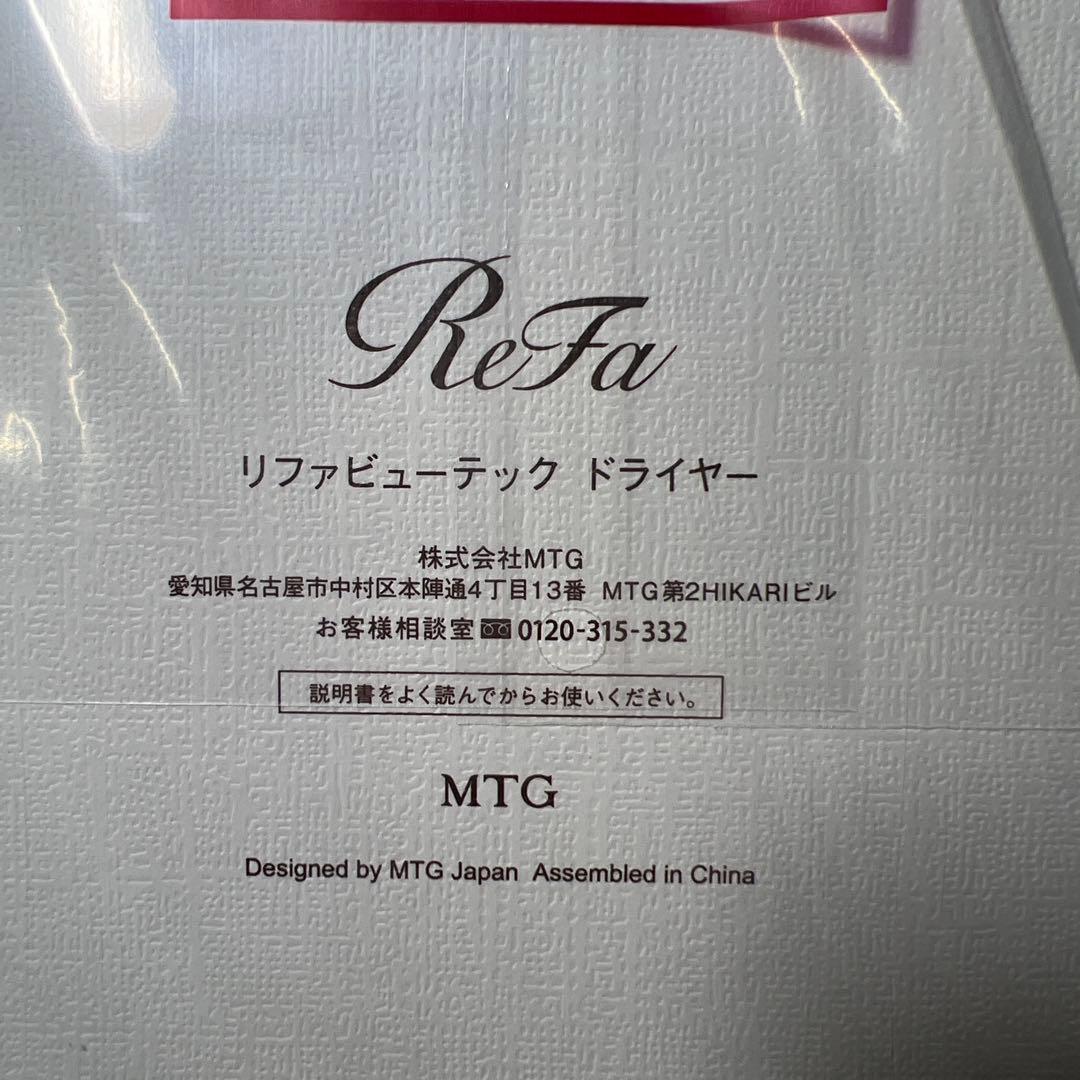 ReFa
リファビューテック ドライヤー
株式会社MTG
愛知県名古屋市中村区本陣通4丁目13番 MTG第2HIKARIビル
お客様相談室 0120-315-332
説明書をよく読んでからお使いください。
MTG
Designed by MTG Japan Assembled in China